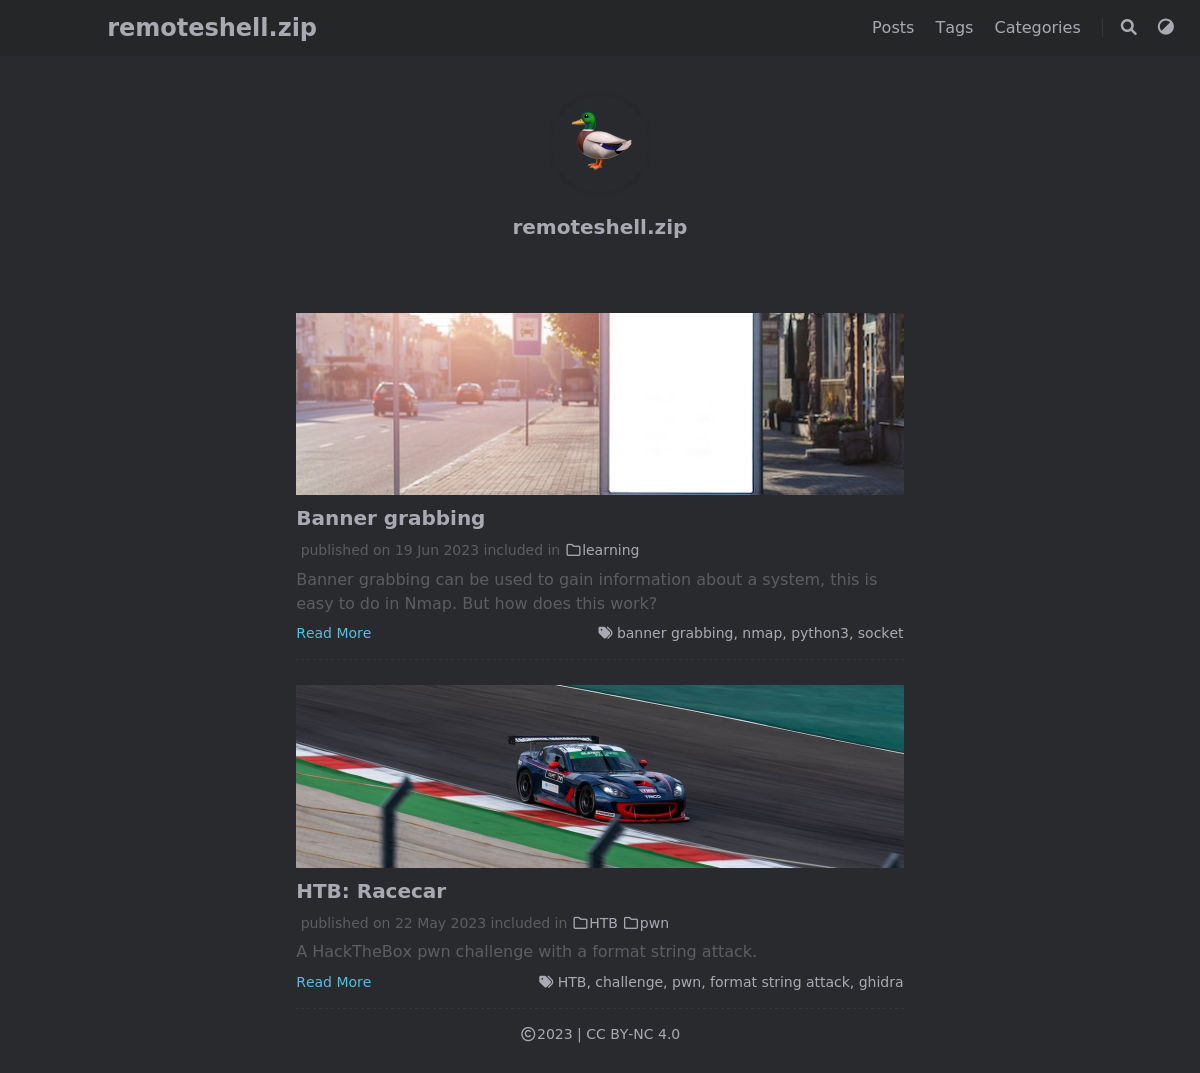 remoteshell.zip
Posts Tags Categories
remoteshell.zip
Banner grabbing
published on 19 Jun 2023 included in learning
Banner grabbing can be used to gain information about a system, this is
easy to do in Nmap. But how does this work?
Read More
banner grabbing, nmap, python3, socket
HTB: Racecar
published on 22 May 2023 included in HTB pwn
A HackTheBox pwn challenge with a format string attack.
Read More
HTB, challenge, pwn, format string attack, ghidra
©2023 | CC BY-NC 4.0